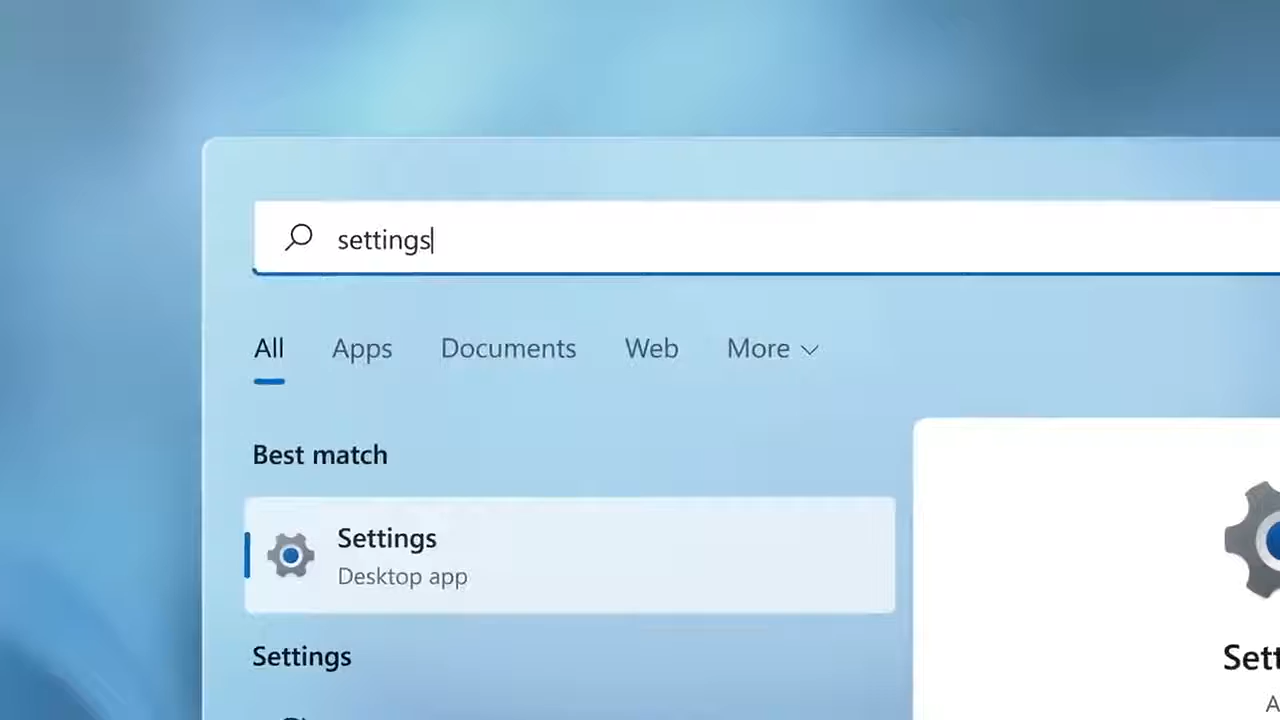 settings
All Apps Documents Web More
Best match
Settings
Desktop app
Settings
Sett
A